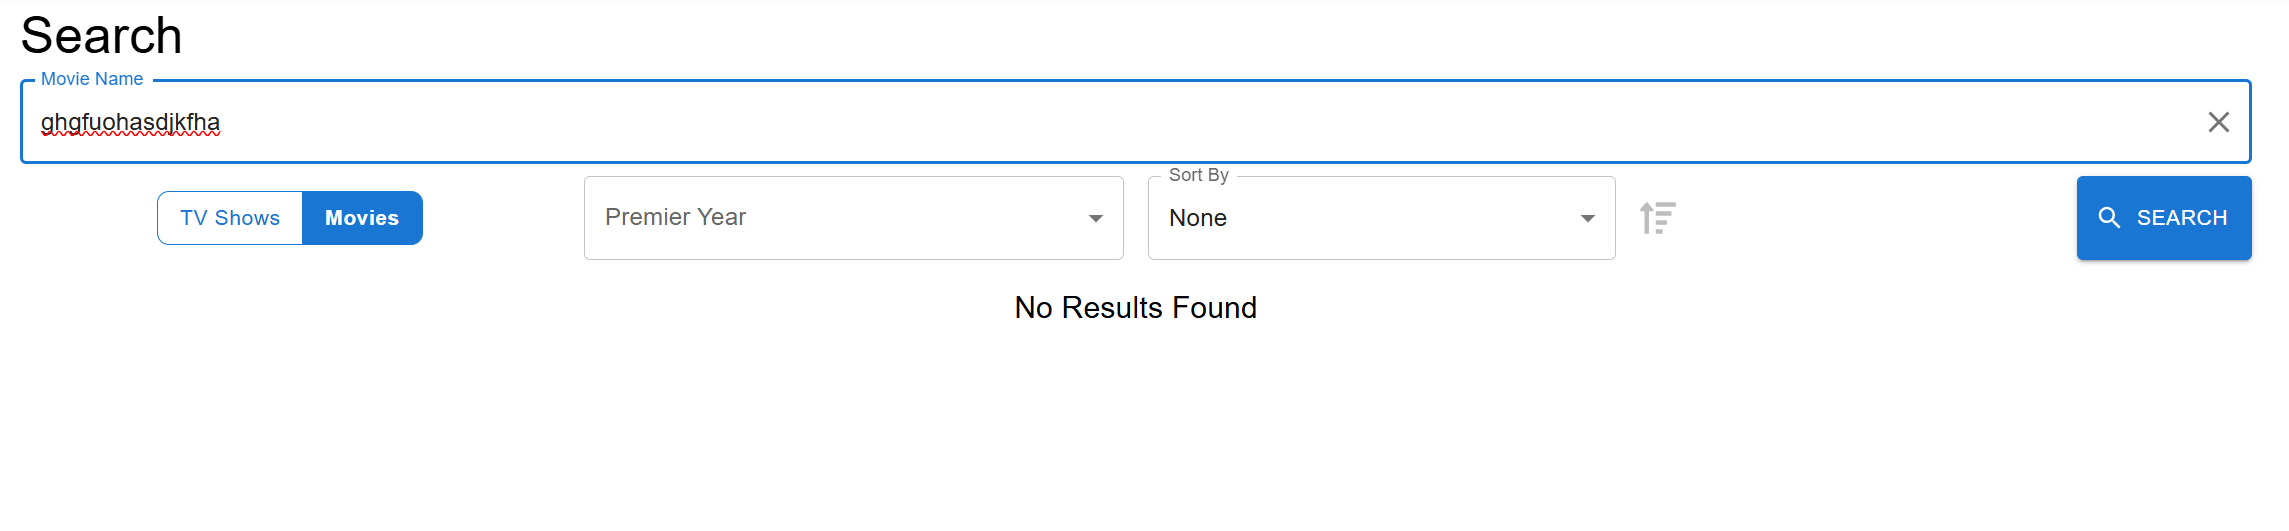 Search
Movie Name
ghgfuohasdjkfha
TV Shows Movies Premier Year Sort By None SEARCH
No Results Found